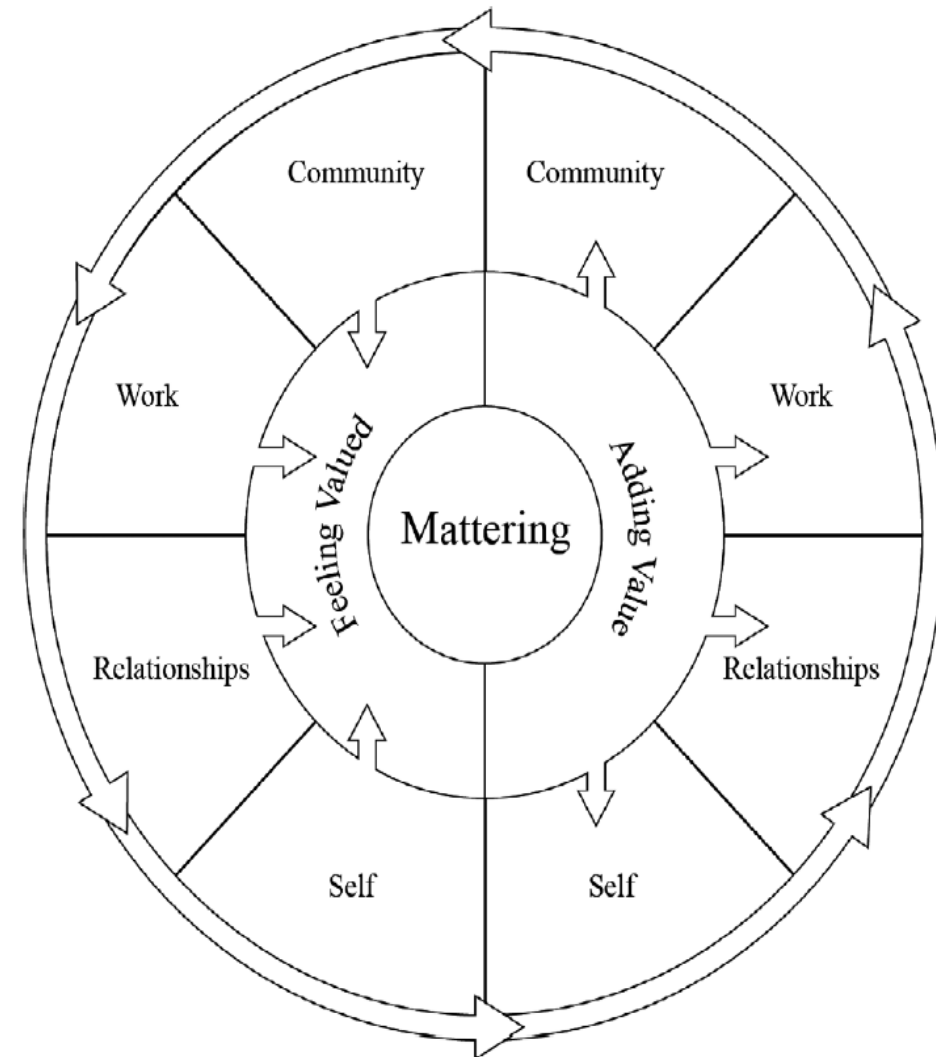 Community
Community
Work
Work
Feeling Valued
Mattering
Adding Value
Relationships
Relationships
Self
Self